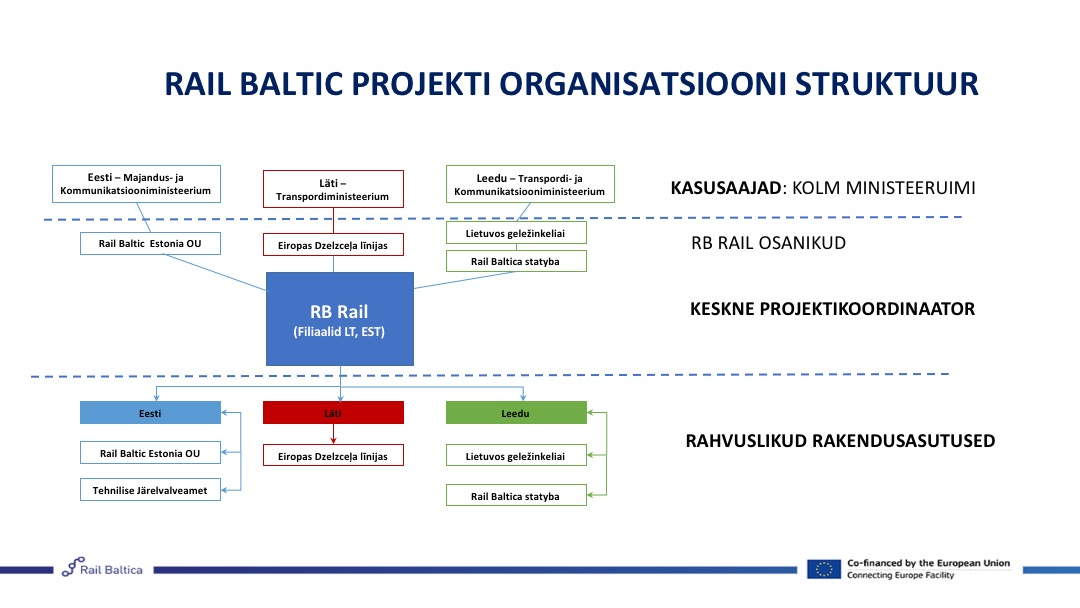 RAIL BALTIC PROJEKTI ORGANISATSIOONI STRUKTUUR
Eesti – Majandus- ja
Kommunikatsiooniministeerium
Läti –
Transpordiministeerium
Leedu – Transpordi- ja
Kommunikatsiooniministeerium
KASUSAAJAD: KOLM MINISTEERUIMI
Rail Baltic Estonia OU
Eiropas Dzelzceļa līnijas
Lietuvos geležinkeliai
Rail Baltica statyba
RB RAIL OSANIKUD
RB Rail
(Filiaalid LT, EST)
KESKNE PROJEKTIKOORDINAATOR
Eesti
Läti
Leedu
Rail Baltic Estonia OU
Eiropas Dzelzceļa līnijas
Lietuvos geležinkeliai
Tehnilise Järelvalveamet
Rail Baltica statyba
RAHVUSLIKUD RAKENDUSASUTUSED
Rail Baltica
Co-financed by the European Union
Connecting Europe Facility